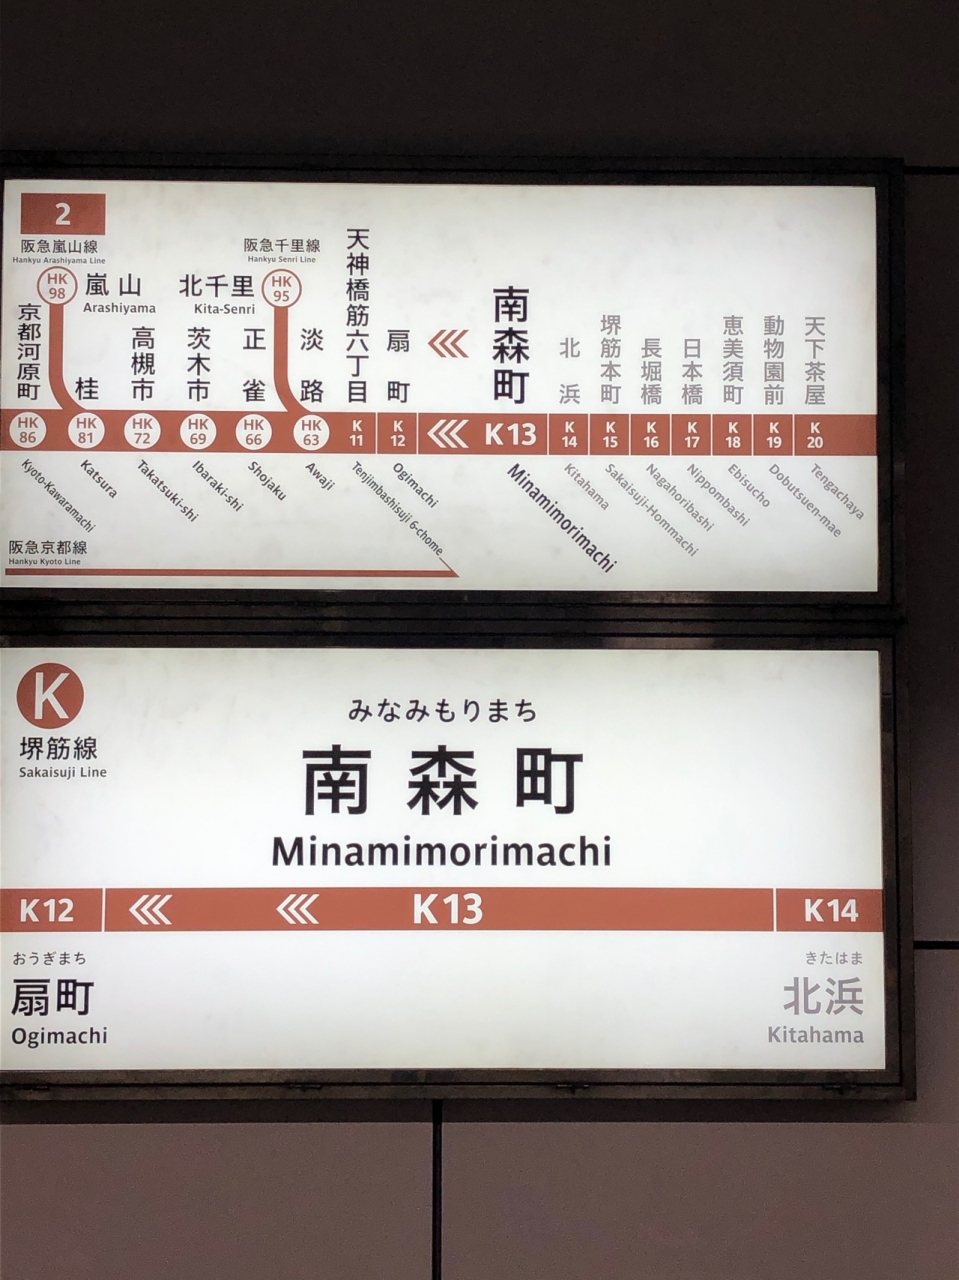 2
阪急嵐山線
Hankyu Arashiyama Line
HK 98
嵐山
Arashiyama
阪急千里線
Hankyu Senri Line
北千里
Kita-Senri
HK 95
京都河原町
桂
高槻市
茨木市
正雀
淡路
天神橋筋六丁目
扇町
南森町
北浜
堺筋本町
長堀橋
日本橋
恵美須町
動物園前
天下茶屋
HK 86
HK 81
HK 72
HK 69
HK 66
HK 63
K 11
K 12
K13
K 14
K 15
K 16
K 17
K 18
K 19
K 20
Kyoto-Kawaramachi
Katsura
Takatsuki-shi
Ibaraki-shi
Shojaku
Awaji
Tenjimbashisuji 6-chome
Ogimachi
Minamimorimachi
Kitahama
Sakaisuji-Hommachi
Nagahoribashi
Nippombashi
Ebisucho
Dobutsuen-mae
Tengachaya
阪急京都線
Hankyu Kyoto Line
K
堺筋線
Sakaisuji Line
みなみもりまち
南森町
Minamimorimachi
K12
K13
K14
おうぎまち
扇町
Ogimachi
きたはま
北浜
Kitahama